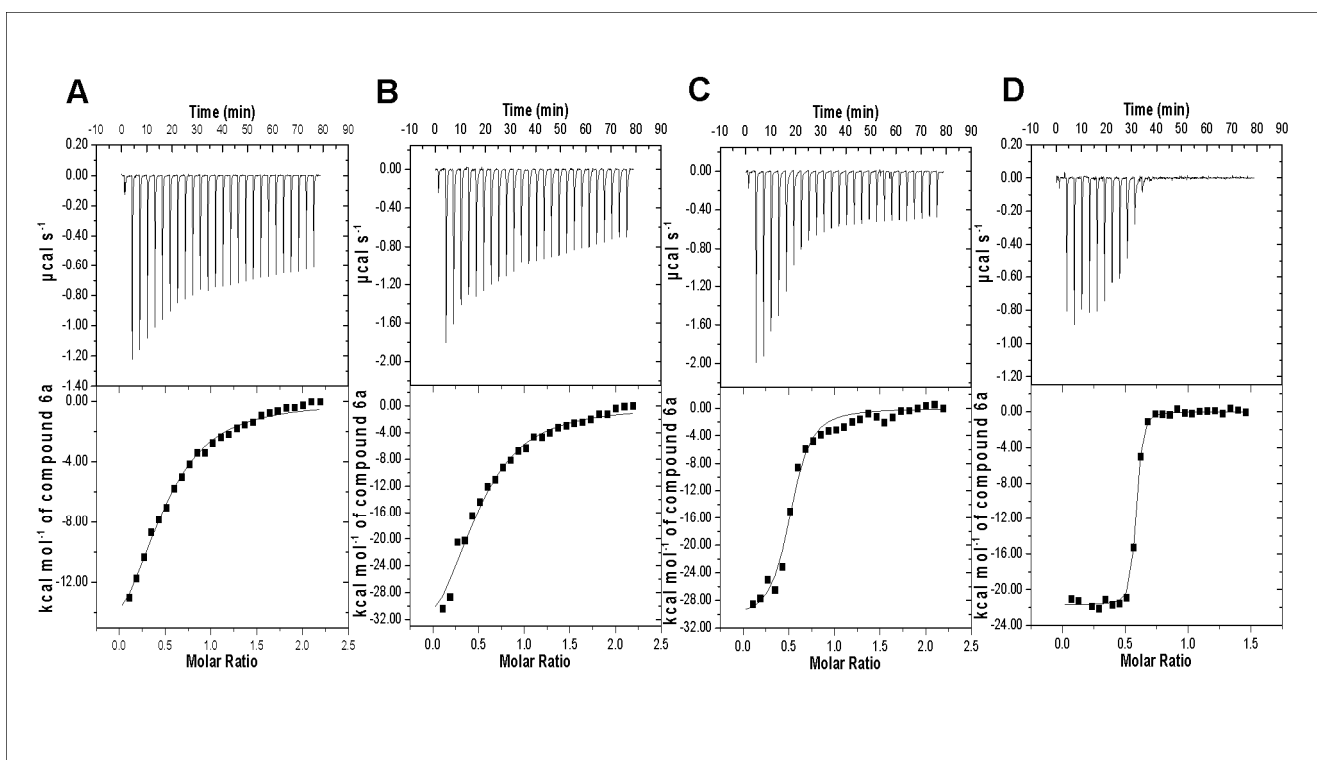 A
Time (min)
-10 0 10 20 30 40 50 60 70 80 90
0.20
0.00
-0.20
-0.40
-0.60
-0.80
-1.00
-1.20
-1.40
µcal s-1
0.00
-4.00
-8.00
-12.00
kcal mol-1 of compound 6a
0.0 0.5 1.0 1.5 2.0 2.5
Molar Ratio
B
Time (min)
-10 0 10 20 30 40 50 60 70 80 90
0.00
-0.40
-0.80
-1.20
-1.60
-2.00
µcal s-1
0.00
-4.00
-8.00
-12.00
-16.00
-20.00
-24.00
-28.00
-32.00
kcal mol-1 of compound 6a
0.0 0.5 1.0 1.5 2.0 2.5
Molar Ratio
C
Time (min)
-10 0 10 20 30 40 50 60 70 80 90
0.00
-0.40
-0.80
-1.20
-1.60
-2.00
µcal s-1
0.00
-4.00
-8.00
-12.00
-16.00
-20.00
-24.00
-28.00
-32.00
kcal mol-1 of compound 6a
0.0 0.5 1.0 1.5 2.0 2.5
Molar Ratio
D
Time (min)
-10 0 10 20 30 40 50 60 70 80 90
0.20
0.00
-0.20
-0.40
-0.60
-0.80
-1.00
-1.20
µcal s-1
0.00
-4.00
-8.00
-12.00
-16.00
-20.00
-24.00
kcal mol-1 of compound 6a
0.0 0.5 1.0 1.5
Molar Ratio